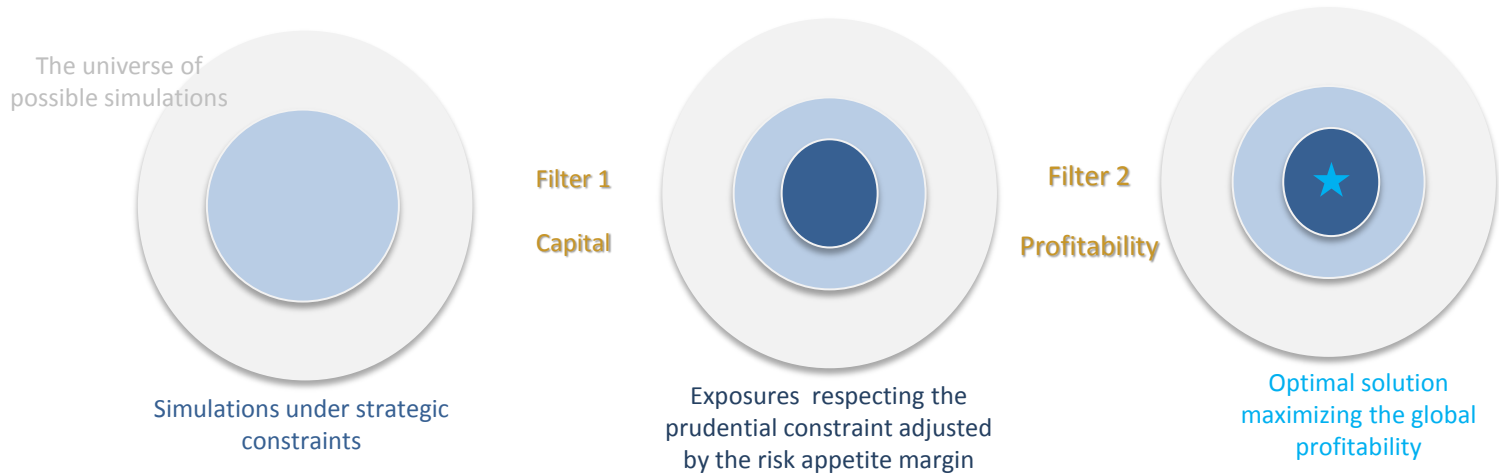 The universe of
possible simulations
Simulations under strategic
constraints
Filter 1
Capital
Exposures respecting the
prudential constraint adjusted
by the risk appetite margin
Filter 2
Profitability
Optimal solution
maximizing the global
profitability